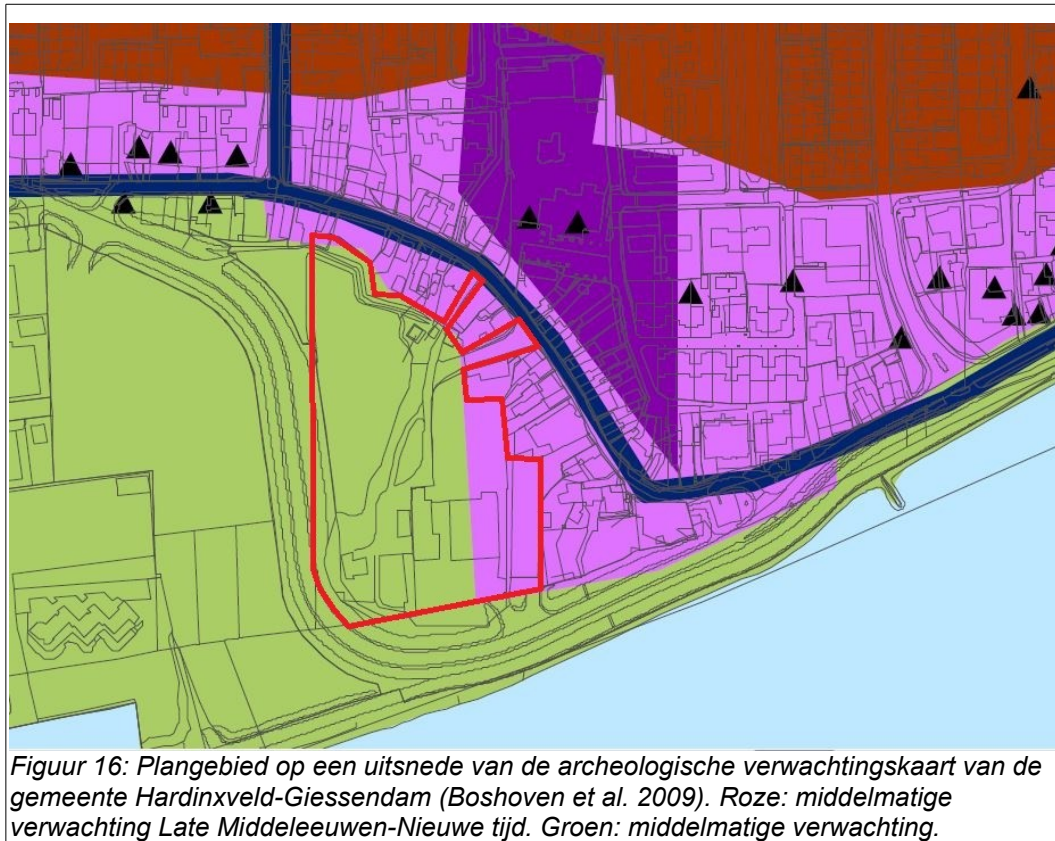 Figuur 16: Plangebied op een uitsnede van de archeologische verwachtingskaart van de
gemeente Hardinxveld-Giessendam (Boshoven et al. 2009). Roze: middelmatige
verwachting Late Middeleeuwen-Nieuwe tijd. Groen: middelmatige verwachting.